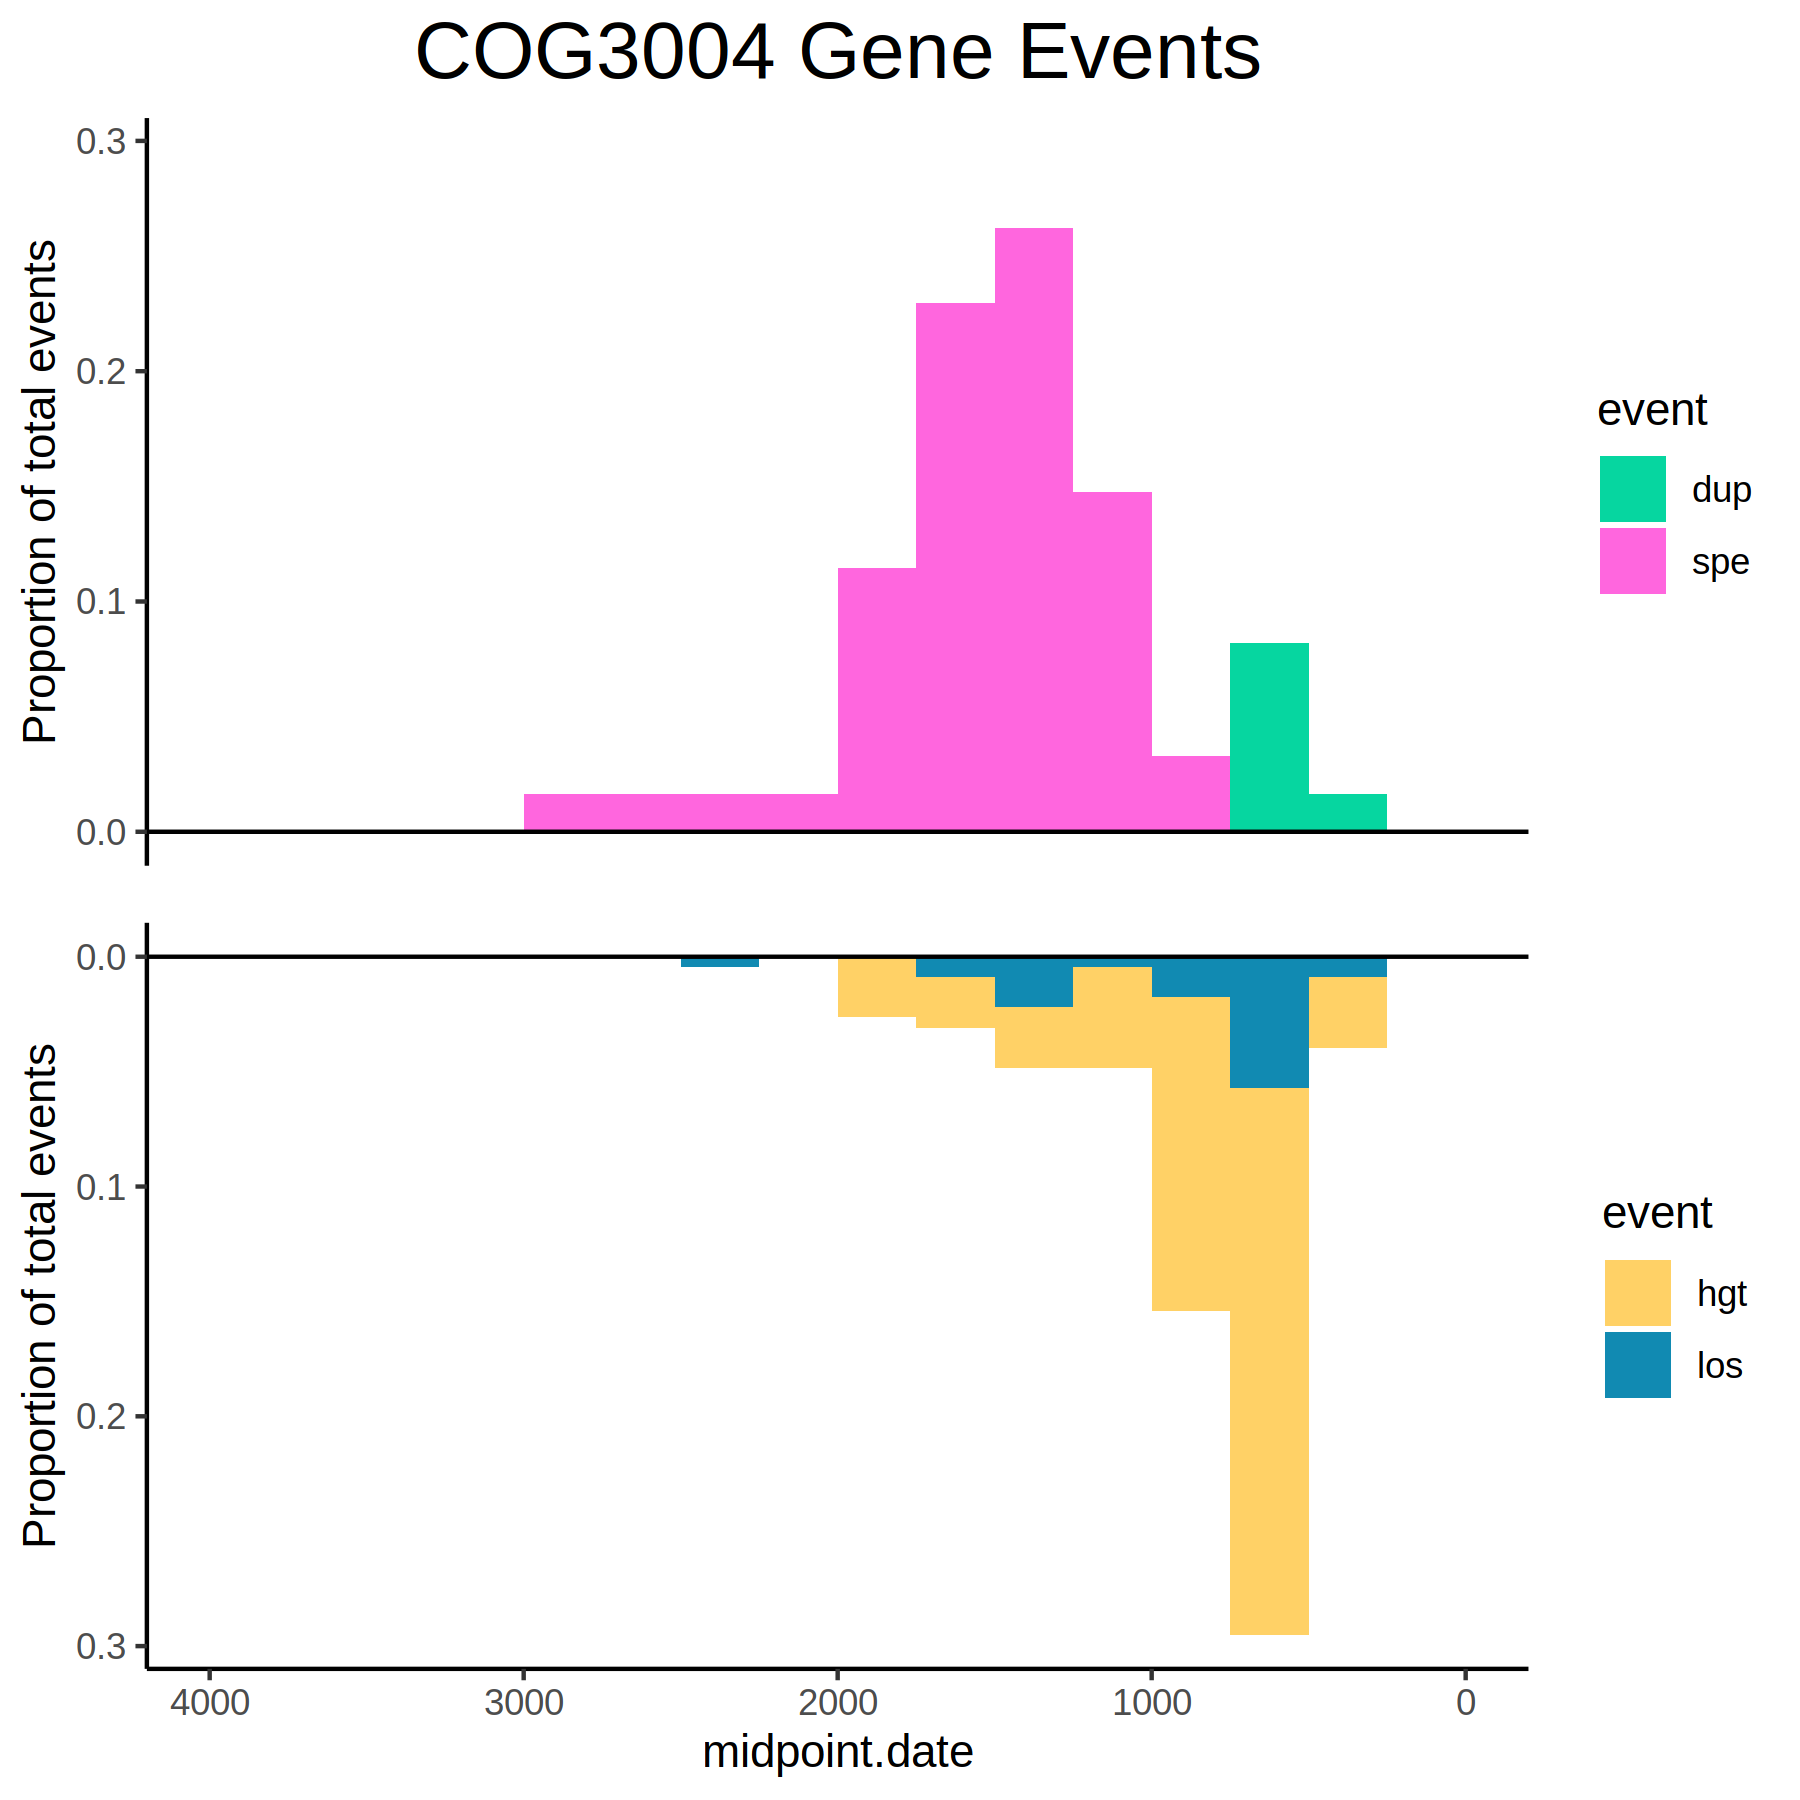 COG3004 Gene Events
Proportion of total events
0.3
0.2
0.1
0.0
event
dup
spe
Proportion of total events
0.0
0.1
0.2
0.3
event
hgt
los
4000 3000 2000 1000 0
midpoint.date